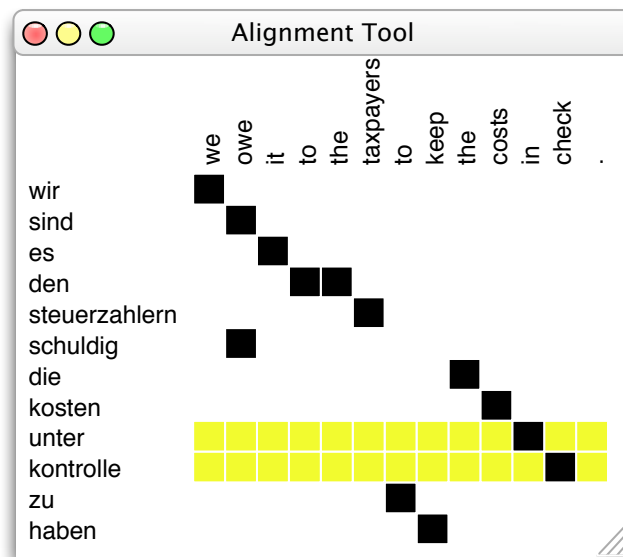 Alignment Tool
we owe it to the taxpayers to keep the costs in check .
wir
sind
es
den
steuerzahlern
schuldig
die
kosten
unter
kontrolle
zu
haben